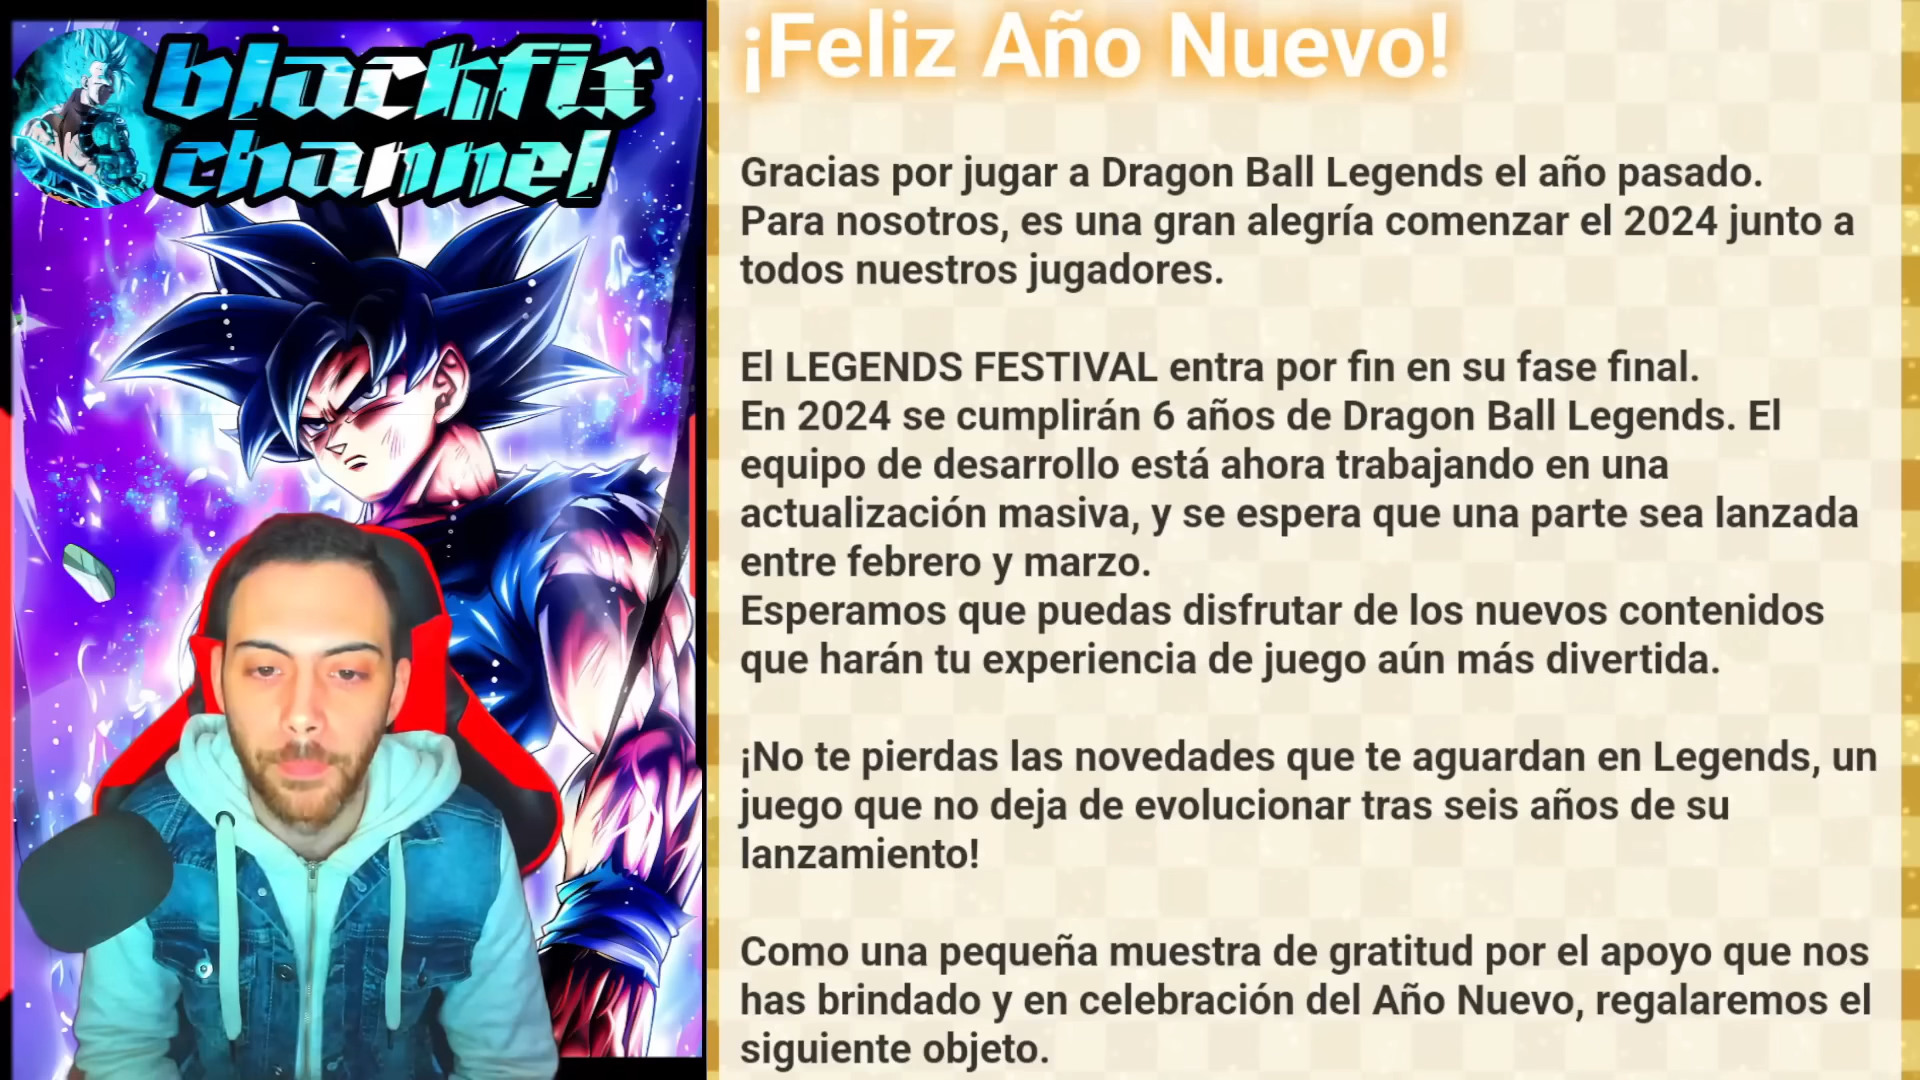 blackfix
channel
¡Feliz Año Nuevo!
Gracias por jugar a Dragon Ball Legends el año pasado.
Para nosotros, es una gran alegría comenzar el 2024 junto a
todos nuestros jugadores.
El LEGENDS FESTIVAL entra por fin en su fase final.
En 2024 se cumplirán 6 años de Dragon Ball Legends. El
equipo de desarrollo está ahora trabajando en una
actualización masiva, y se espera que una parte sea lanzada
entre febrero y marzo.
Esperamos que puedas disfrutar de los nuevos contenidos
que harán tu experiencia de juego aún más divertida.
¡No te pierdas las novedades que te aguardan en Legends, un
juego que no deja de evolucionar tras seis años de su
lanzamiento!
Como una pequeña muestra de gratitud por el apoyo que nos
has brindado y en celebración del Año Nuevo, regalaremos el
siguiente objeto.